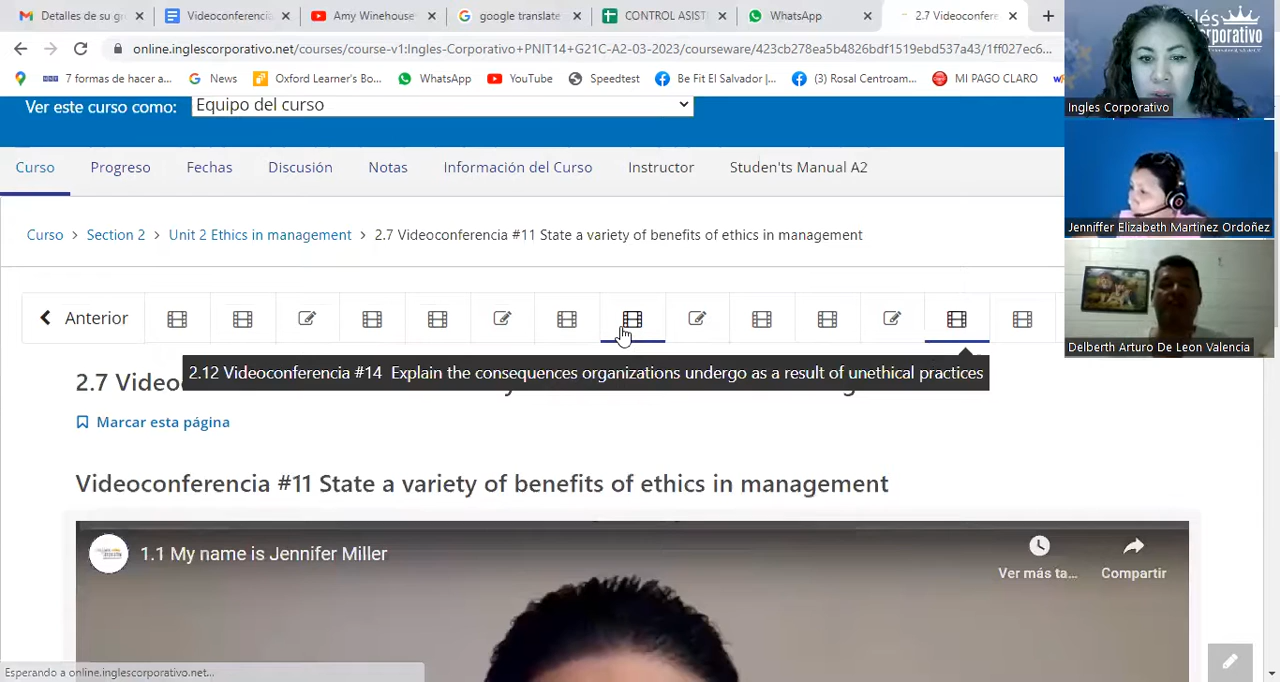 Detalles de su g
Videoconferenci
Amy Winehouse
google translate
CONTROL ASIST
WhatsApp
2.7 Videoconfere
online.inglescorporativo.net/courses/course-v1:Ingles-Corporativo+PNIT14+G21C-A2-03-2023/courseware/423cb278ea5b4826bdf1519ebd537a43/1ff027ec6...
7 formas de hacer a...
News
Oxford Learner's Bo...
WhatsApp
YouTube
Speedtest
Be Fit El Salvador |...
(3) Rosal Centroam...
MI PAGO CLARO
Ver este curso como:
Equipo del curso
Curso
Progreso
Fechas
Discusión
Notas
Información del Curso
Instructor
Studen'ts Manual A2
Curso > Section 2 > Unit 2 Ethics in management > 2.7 Videoconferencia #11 State a variety of benefits of ethics in management
Anterior
2.12 Videoconferencia #14 Explain the consequences organizations undergo as a result of unethical practices
2.7 Video
Marcar esta página
Videoconferencia #11 State a variety of benefits of ethics in management
1.1 My name is Jennifer Miller
Ver más ta...
Compartir
Esperando a online.inglescorporativo.net...
Ingles Corporativo
Jenniffer Elizabeth Martinez Ordoñez
Delberth Arturo De Leon Valencia